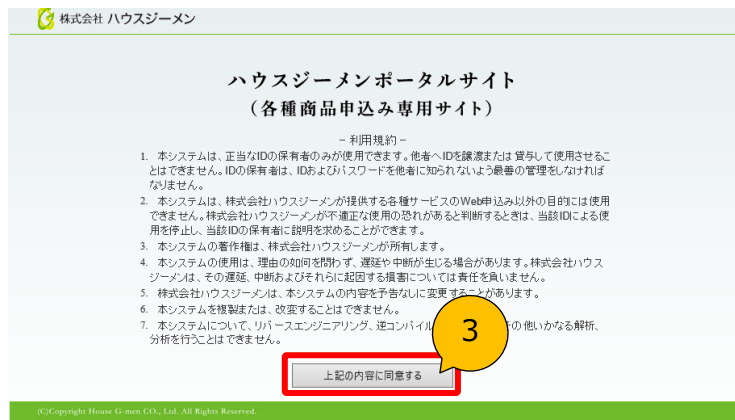 株式会社 ハウスジーメン
ハウスジーメンポータルサイト
（各種商品申込み専用サイト）
－利用規約－
1. 本システムは、正当なIDの保有者のみが使用できます。他者へIDを譲渡または貸与して使用させるこ
とはできません。IDの保有者は、IDおよびパスワードを他者に知られないよう最善の管理をしなければ
なりません。
2. 本システムは、株式会社ハウスジーメンが提供する各種サービスのWeb申込み以外の目的には使用
できません。株式会社ハウスジーメンが不適正な使用の恐れがあると判断するときは、当該IDによる使
用を停止し、当該IDの保有者に説明を求めることができます。
3. 本システムの著作権は、株式会社ハウスジーメンが所有します。
4. 本システムの使用は、理由の如何を問わず、遅延や中断が生じる場合があります。株式会社ハウス
ジーメンは、その遅延、中断およびそれらに起因する損害については責任を負いません。
5. 株式会社ハウスジーメンは、本システムの内容を予告なしに変更することがあります。
6. 本システムを複製または、改変することはできません。
7. 本システムについて、リバースエンジニアリング、逆コンパイル その他いかなる解析、
分析を行うことはできません。
3
上記の内容に同意する
(C)Copyright House G-men CO., Ltd. All Rights Reserved.